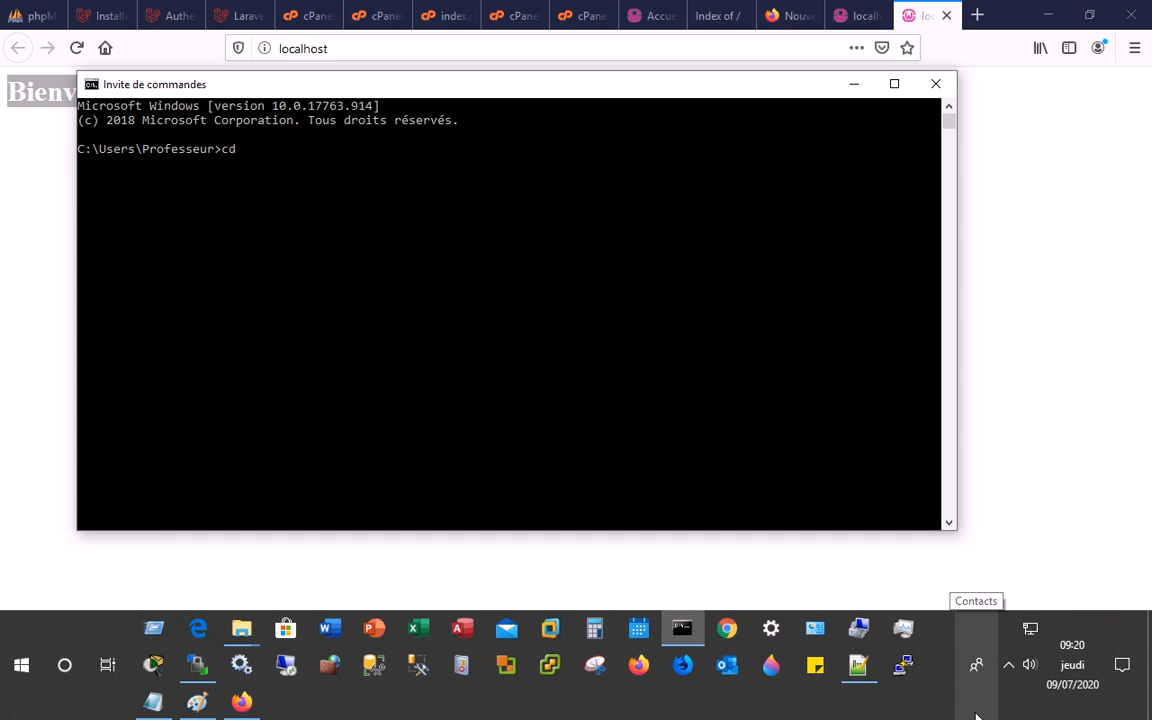 phpM
Install
Authe
Larave
cPane
cPane
index.
cPane
cPane
Accue
Index of /
Nouve
localh
loc
localhost
Bienv
Invite de commandes
Microsoft Windows [version 10.0.17763.914]
(c) 2018 Microsoft Corporation. Tous droits réservés.
C:\Users\Professeur>cd
Contacts
09:20
jeudi
09/07/2020